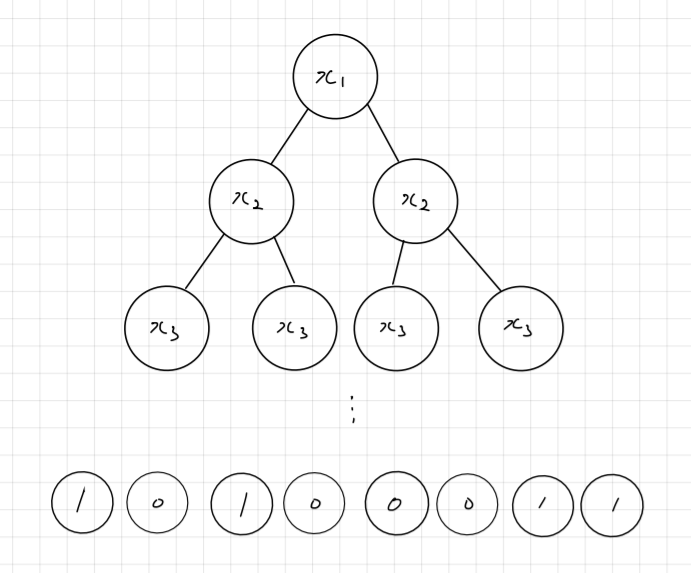 x₁
x₂ x₂
x₃ x₃ x₃ x₃
⋮
1 0 1 0 0 0 1 1